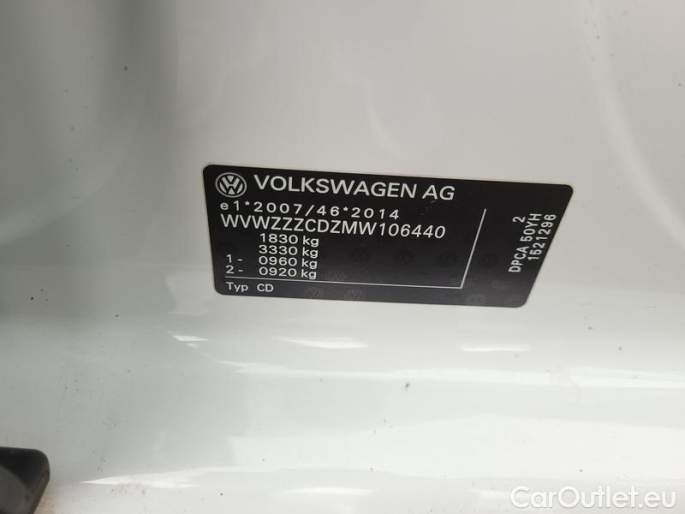 VOLKSWAGEN AG
e1*2007/46*2014
WVWZZZCDZMW106440
1830 kg
3330 kg
1 - 0960 kg
2 - 0920 kg
Typ CD
2
DPCA 50YH
1521296
CarOutlet.eu